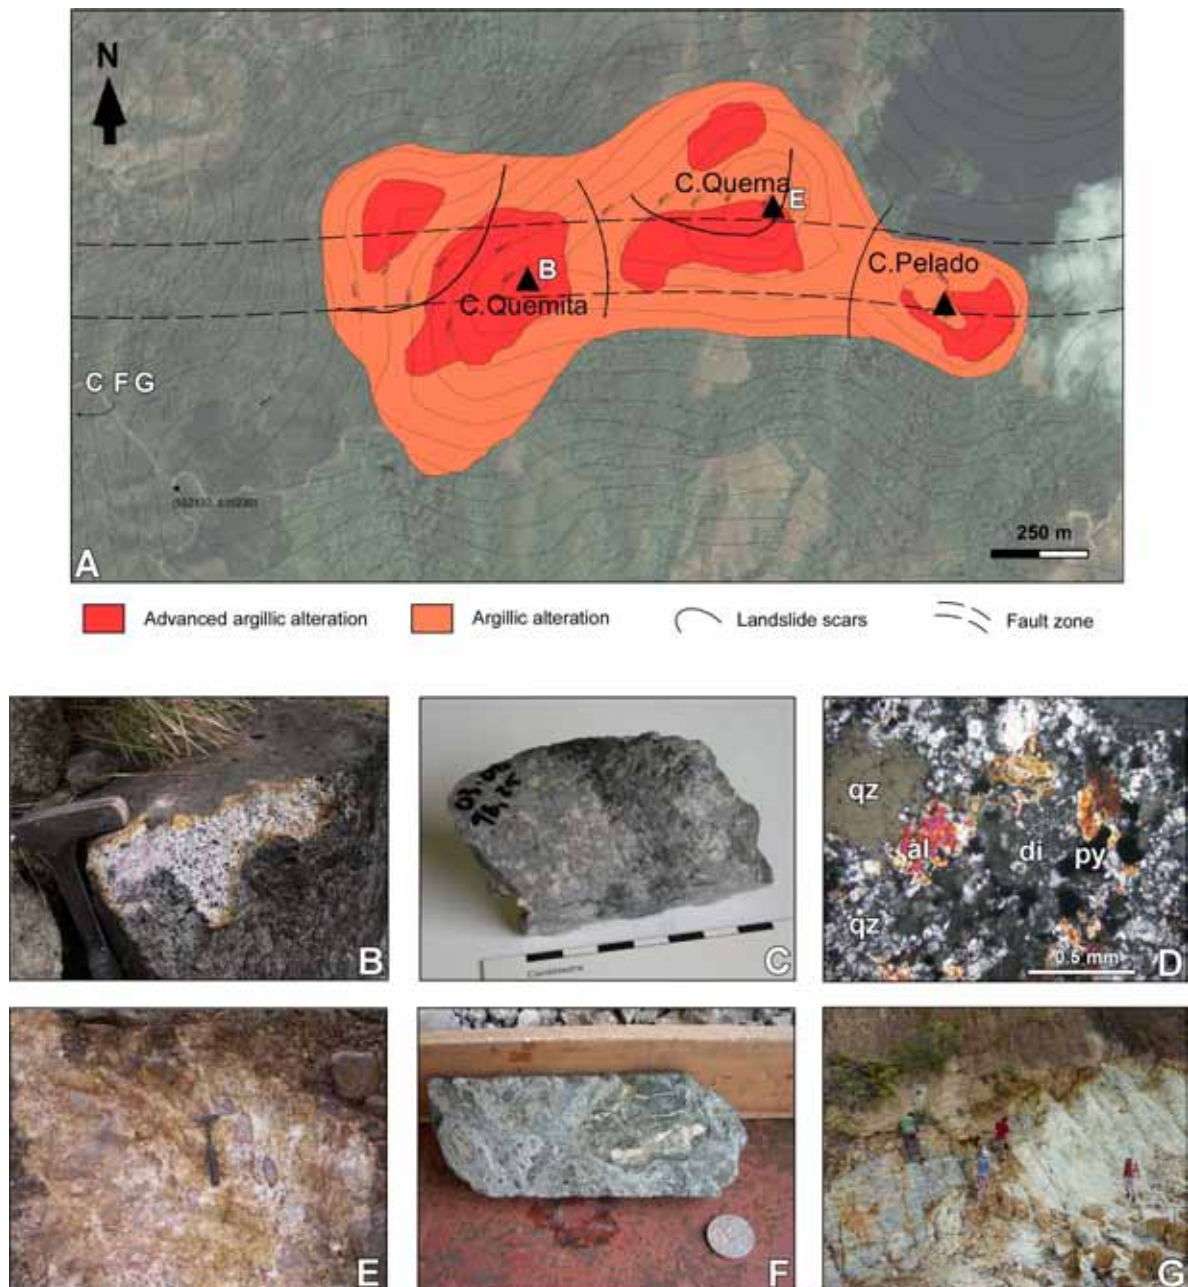 N
C.Quema
E
C.Pelado
B
C.Quemita
C F G
250 m
A
Advanced argillic alteration
Argillic alteration
Landslide scars
Fault zone
qz
al
di
py
qz
0.5 mm
B
Centimeters
C
D
E
F
G